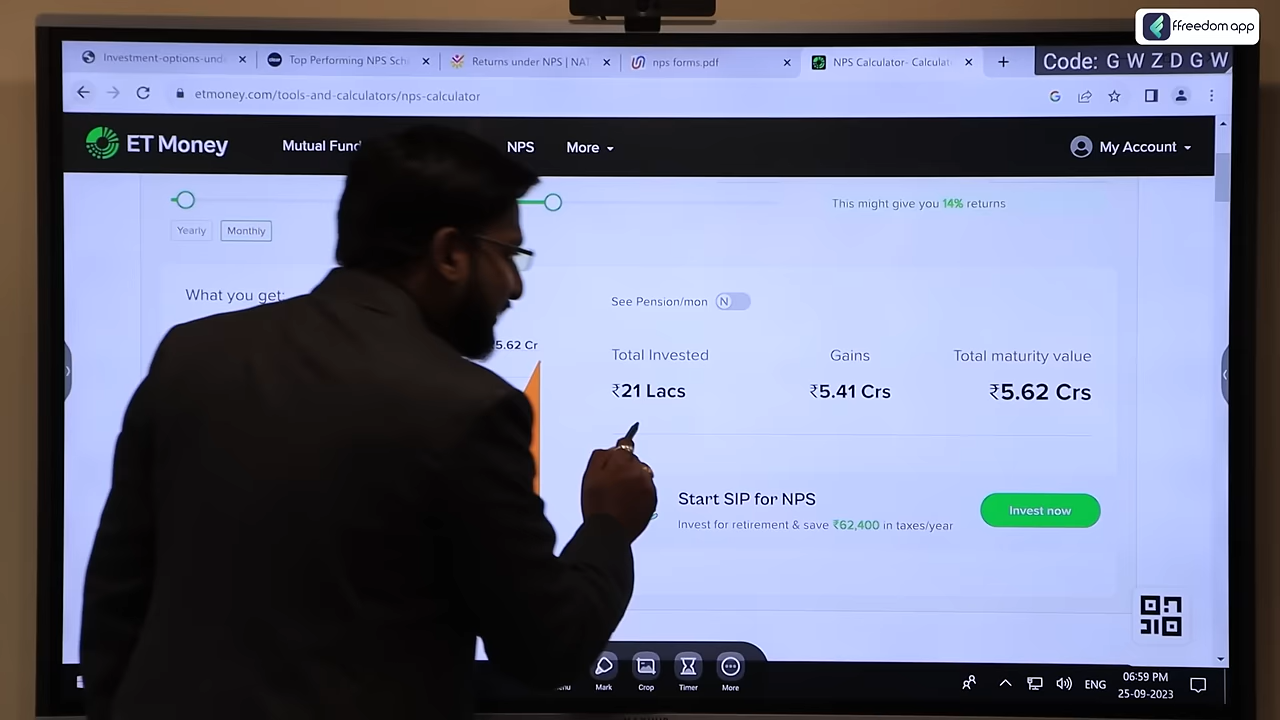 ffreedom app
Investment-options-und
Top Performing NPS Sch
Returns under NPS | NAT
nps forms.pdf
NPS Calculator- Calculat
Code: G W Z D G W
etmoney.com/tools-and-calculators/nps-calculator
ET Money
Mutual Fund
NPS
More
My Account
This might give you 14% returns
Yearly
Monthly
What you get:
See Pension/mon N
5.62 Cr
Total Invested
Gains
Total maturity value
₹21 Lacs
₹5.41 Crs
₹5.62 Crs
Start SIP for NPS
Invest for retirement & save ₹62,400 in taxes/year
Invest now
Mark
Crop
Timer
More
ENG
06:59 PM
25-09-2023